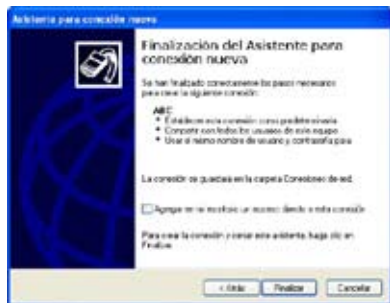 Asistente para conexión nueva
Finalización del Asistente para
conexión nueva
Se han finalizado correctamente los pasos necesarios
para crear la siguiente conexión:
ABC
• Establecer esta conexión como predeterminada
• Compartir con todos los usuarios de este equipo
• Usar el mismo nombre de usuario y contraseña para
La conexión se guardará en la carpeta Conexiones de red.
Agregar en mi escritorio un acceso directo a esta conexión
Para crear la conexión y cerrar este asistente, haga clic en
Finalizar.
< Atrás
Finalizar
Cancelar